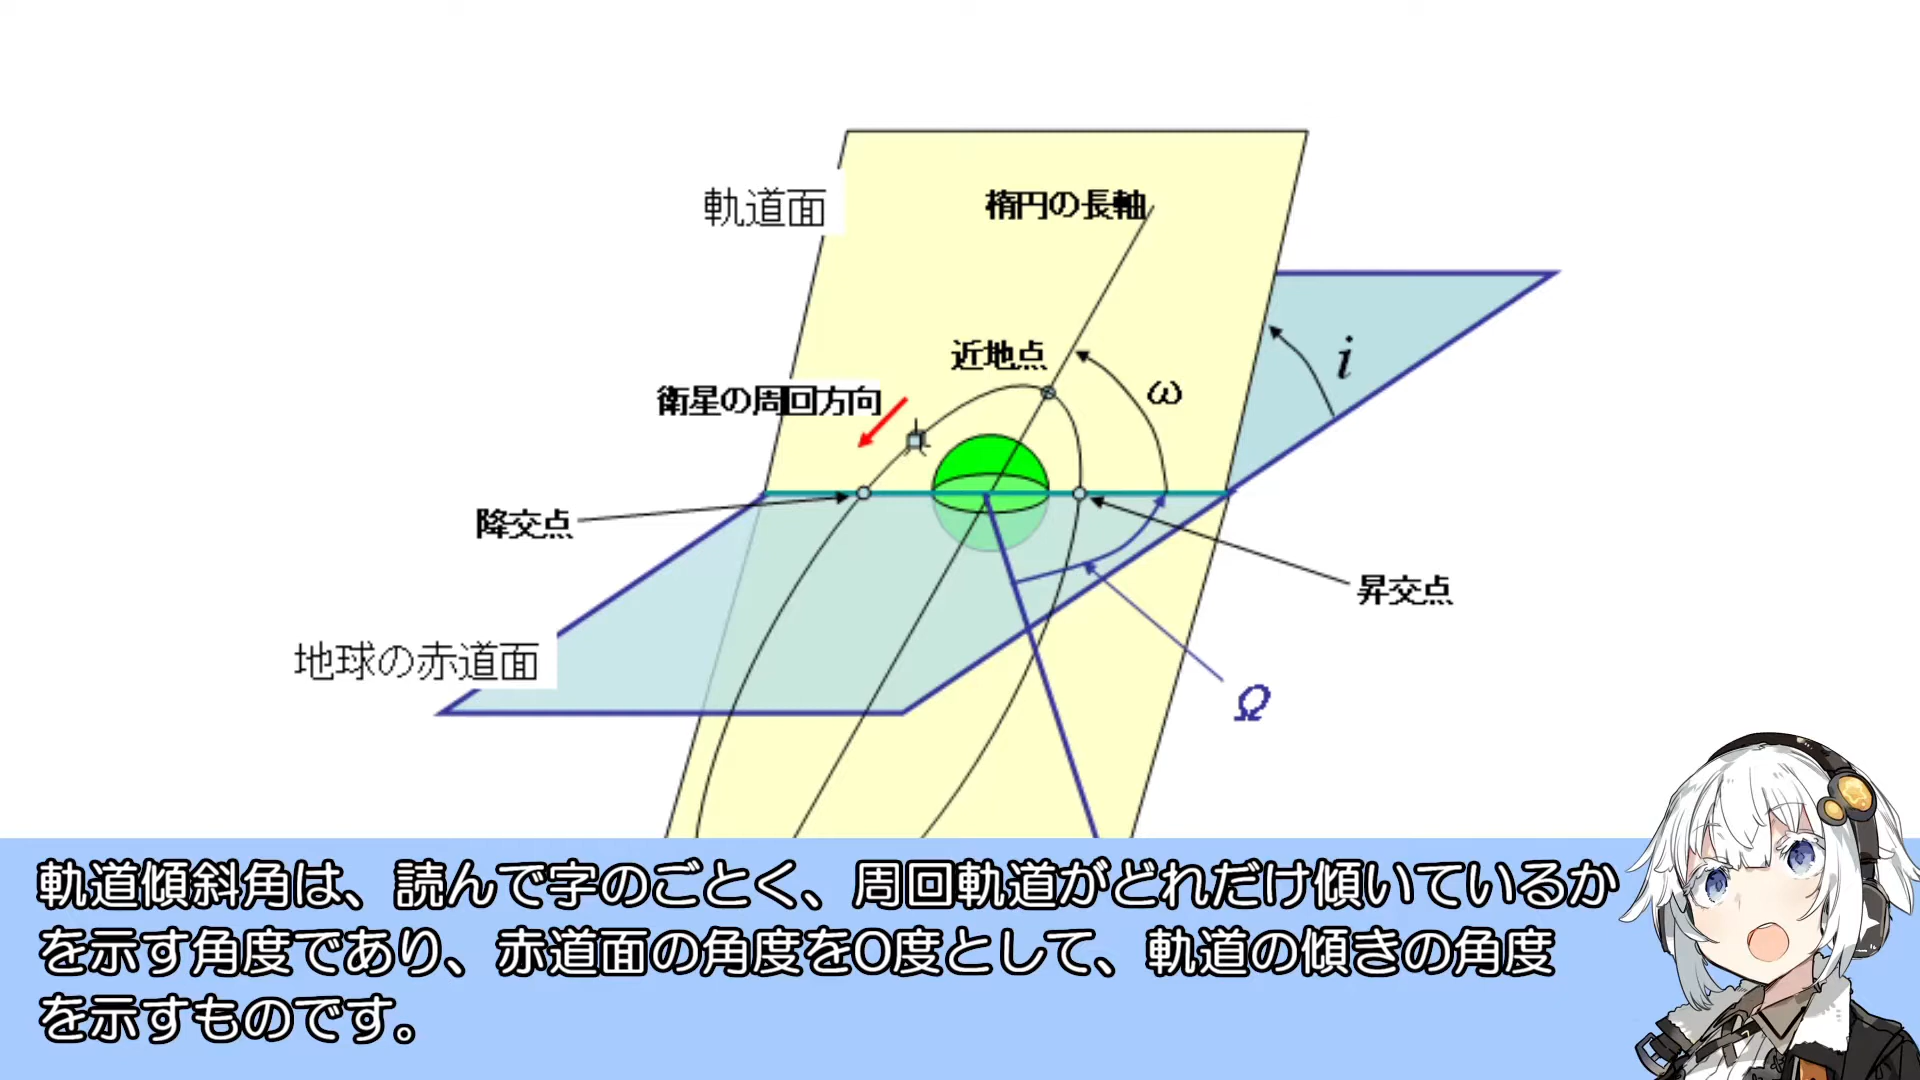 軌道面
楕円の長軸
近地点
i
ω
衛星の周回方向
降交点
昇交点
地球の赤道面
Ω
軌道傾斜角は、読んで字のごとく、周回軌道がどれだけ傾いているか
を示す角度であり、赤道面の角度を0度として、軌道の傾きの角度
を示すものです。